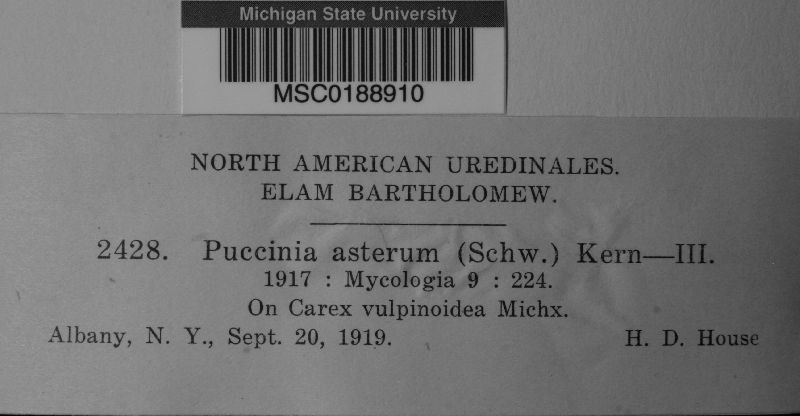 Michigan State University
MSC0188910
NORTH AMERICAN UREDINALES.
ELAM BARTHOLOMEW.
2428. Puccinia asterum (Schw.) Kern—III.
1917 : Mycologia 9 : 224.
On Carex vulpinoidea Michx.
Albany, N. Y., Sept. 20, 1919. H. D. House